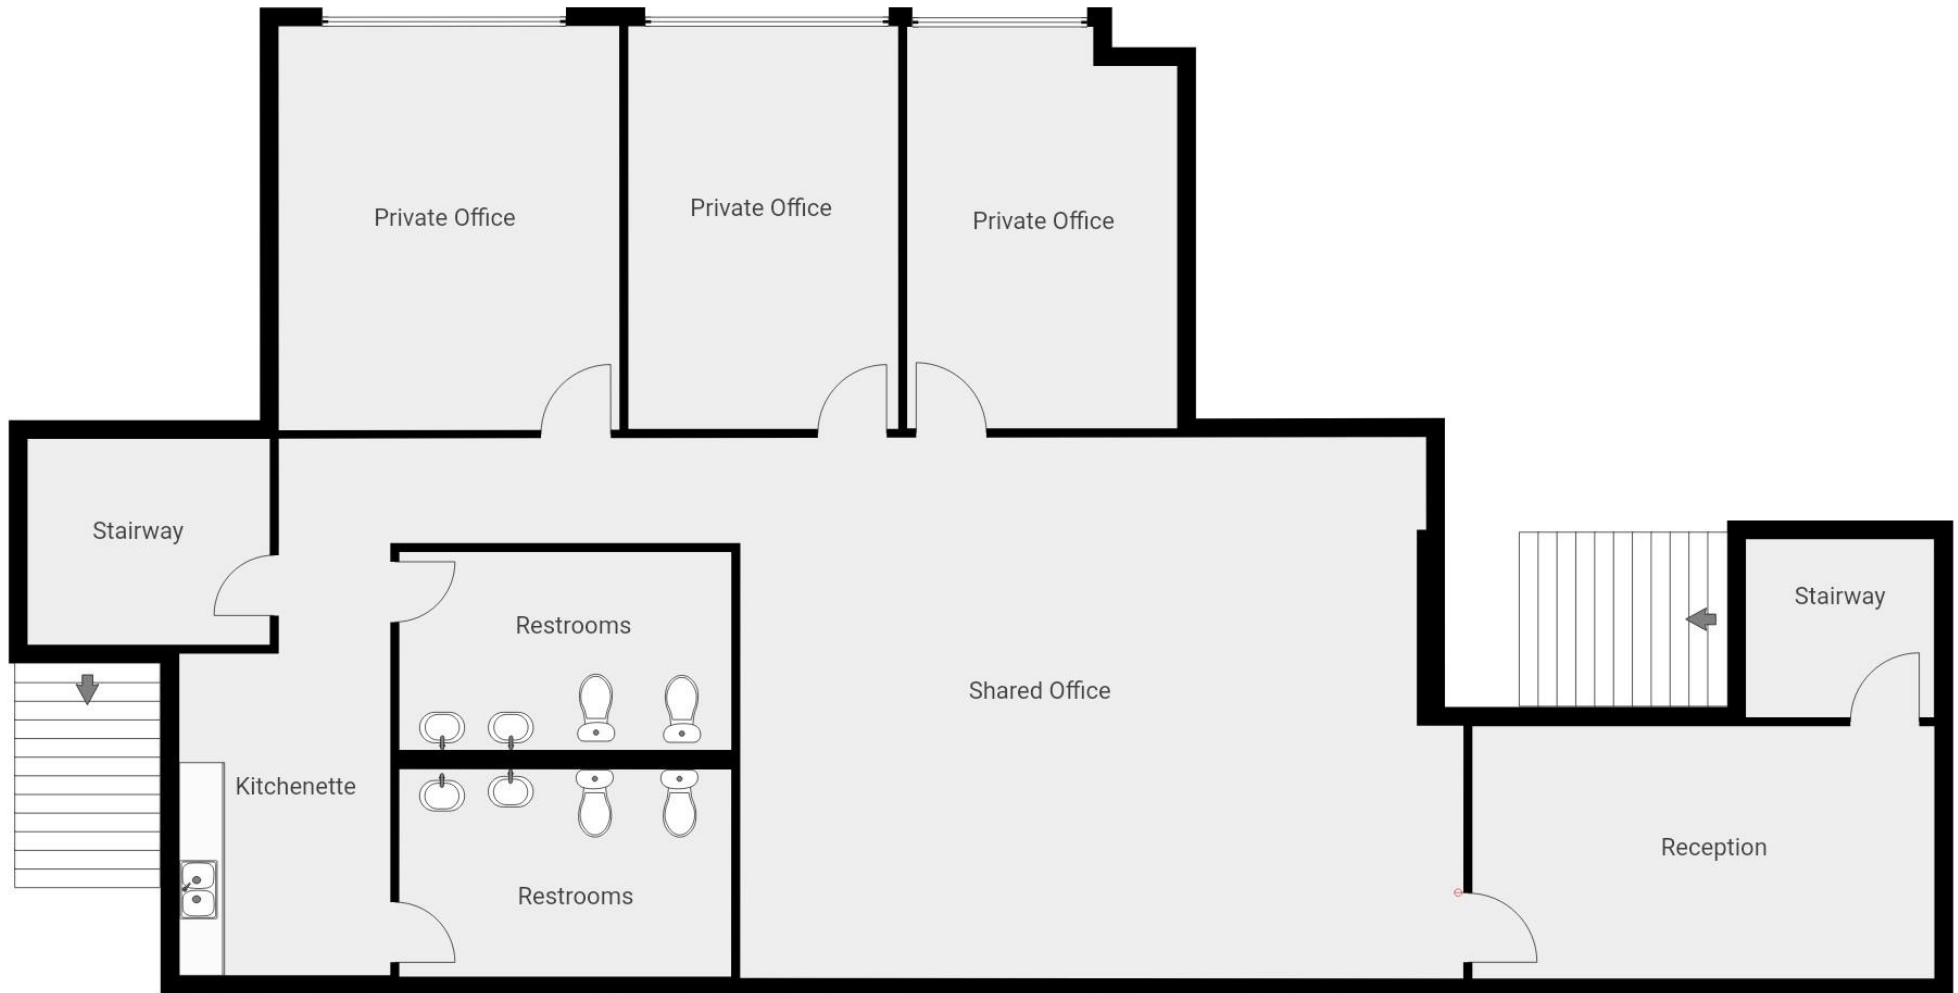 Private Office
Private Office
Private Office
Stairway
Stairway
Restrooms
Shared Office
Kitchenette
Reception
Restrooms